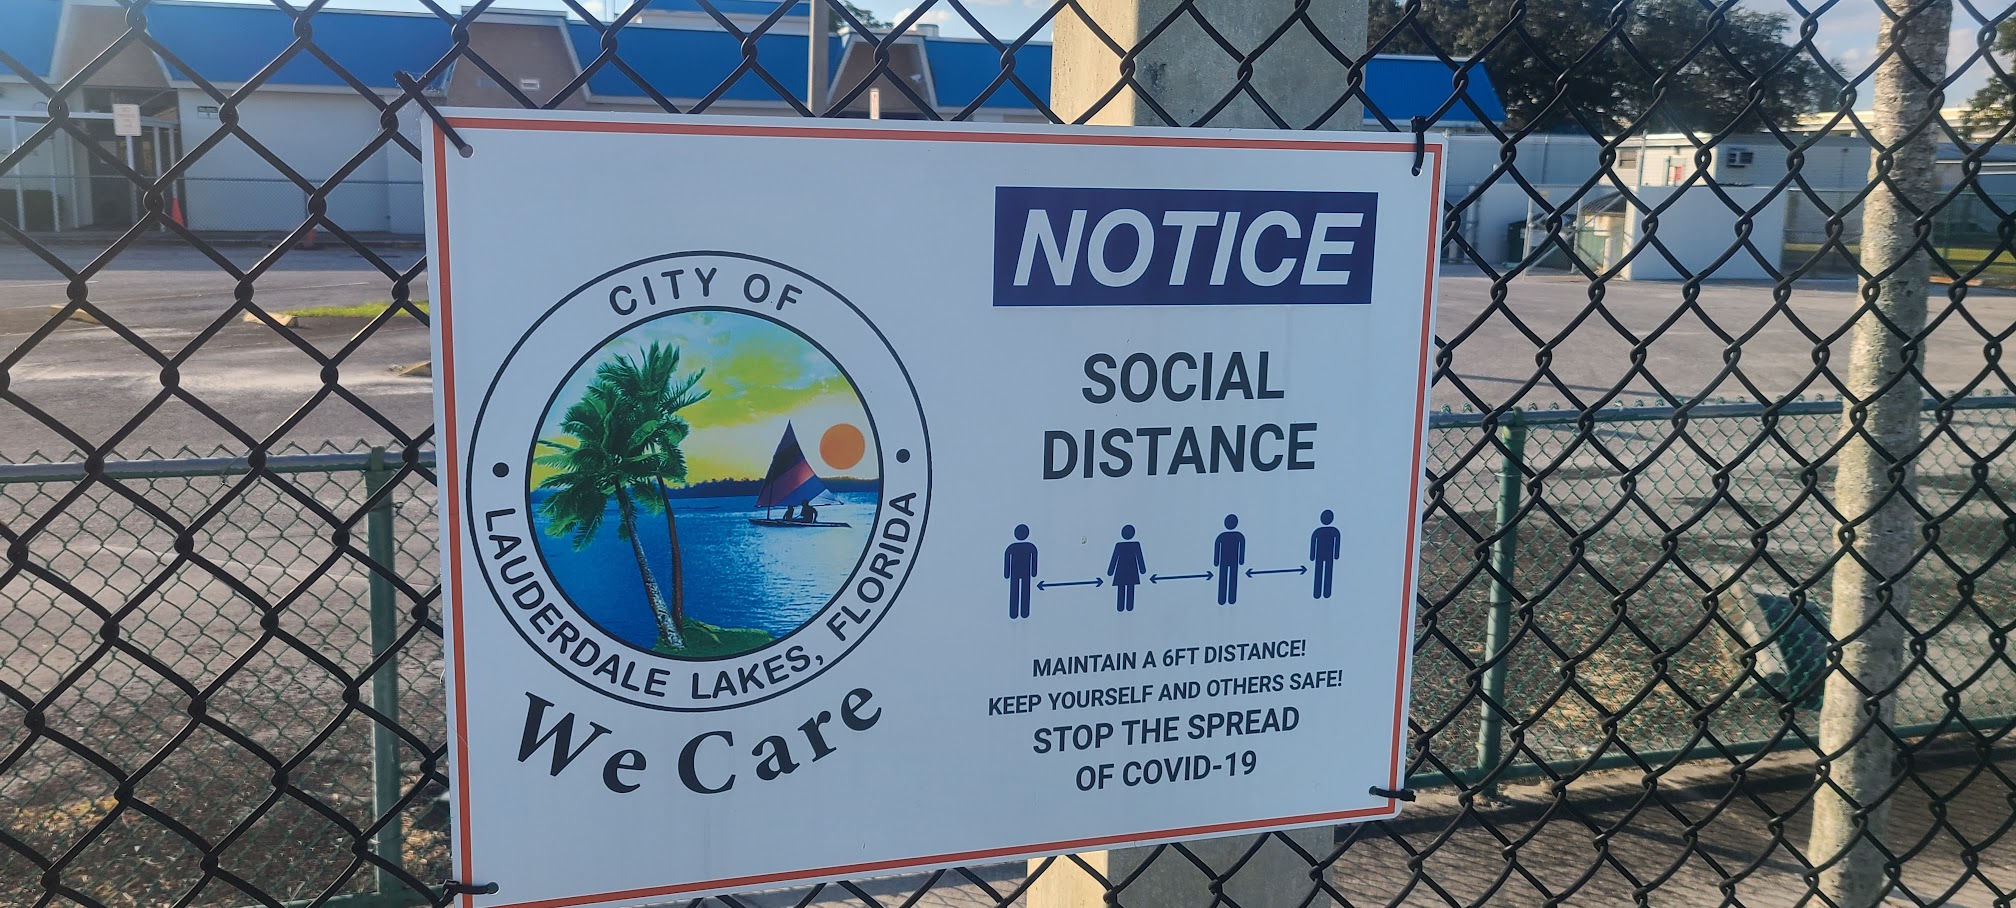 CITY OF
LAUDERDALE LAKES, FLORIDA
We Care
NOTICE
SOCIAL
DISTANCE
MAINTAIN A 6FT DISTANCE!
KEEP YOURSELF AND OTHERS SAFE!
STOP THE SPREAD
OF COVID-19